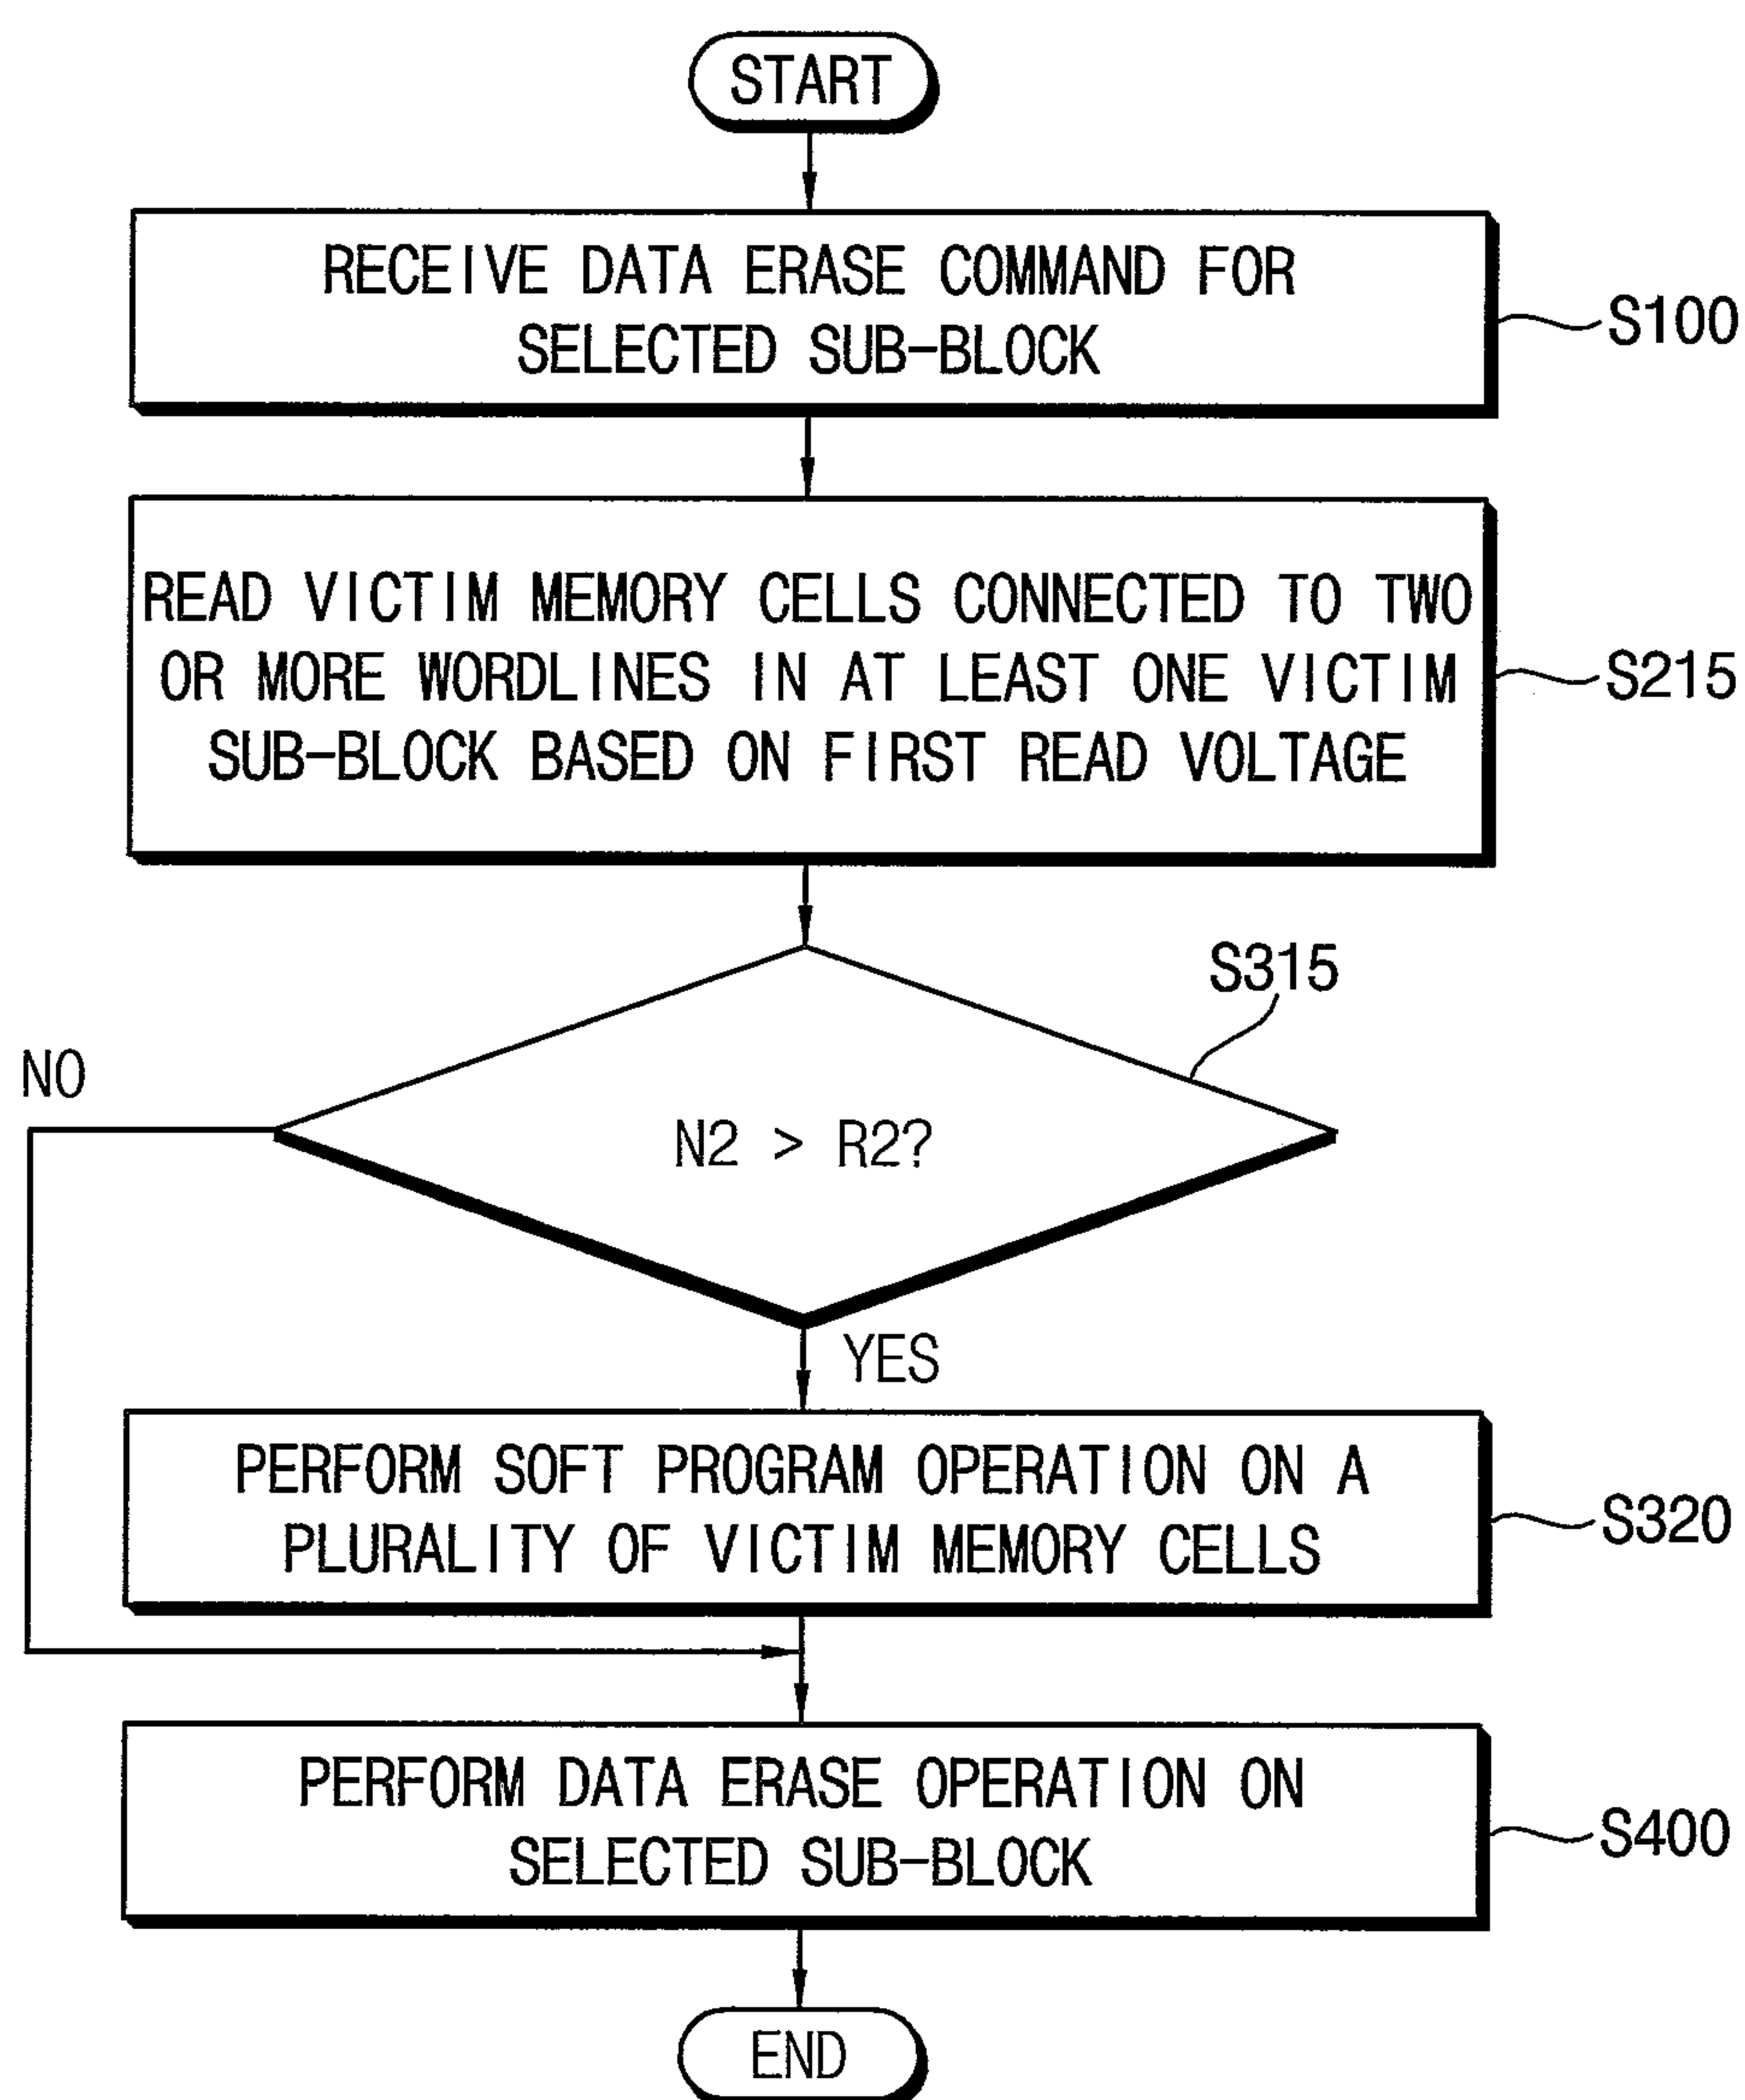 START
RECEIVE DATA ERASE COMMAND FOR
SELECTED SUB-BLOCK
S100
READ VICTIM MEMORY CELLS CONNECTED TO TWO
OR MORE WORDLINES IN AT LEAST ONE VICTIM
SUB-BLOCK BASED ON FIRST READ VOLTAGE
S215
S315
NO
N2 > R2?
YES
PERFORM SOFT PROGRAM OPERATION ON A
PLURALITY OF VICTIM MEMORY CELLS
S320
PERFORM DATA ERASE OPERATION ON
SELECTED SUB-BLOCK
S400
END